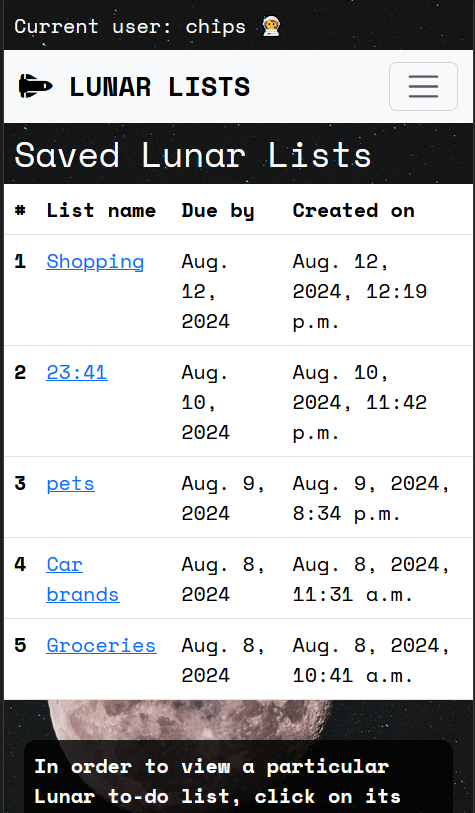 Current user: chips 🧑‍🚀
LUNAR LISTS
Saved Lunar Lists
# List name Due by Created on
1 Shopping Aug. 12, 2024 Aug. 12, 2024, 12:19 p.m.
2 23:41 Aug. 10, 2024 Aug. 10, 2024, 11:42 p.m.
3 pets Aug. 9, 2024 Aug. 9, 2024, 8:34 p.m.
4 Car brands Aug. 8, 2024 Aug. 8, 2024, 11:31 a.m.
5 Groceries Aug. 8, 2024 Aug. 8, 2024, 10:41 a.m.
In order to view a particular
Lunar to-do list, click on its